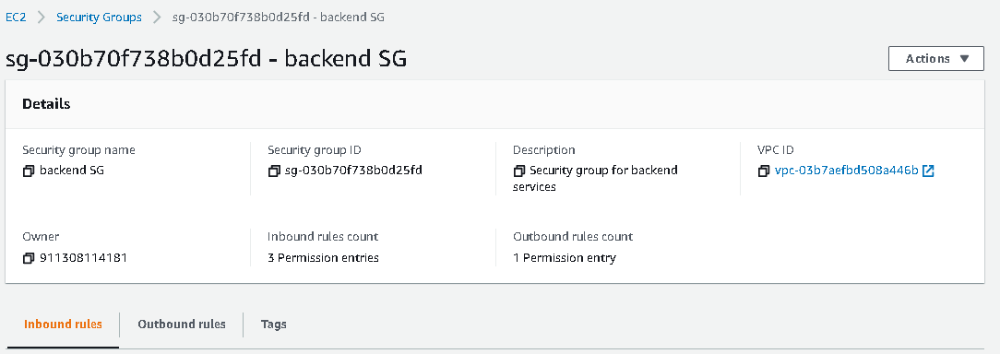 EC2 > Security Groups > sg-030b70f738b0d25fd - backend SG
sg-030b70f738b0d25fd - backend SG
Actions ▼
Details
Security group name
backend SG
Security group ID
sg-030b70f738b0d25fd
Description
Security group for backend
services
VPC ID
vpc-03b7aefbd508a446b
Owner
911308114181
Inbound rules count
3 Permission entries
Outbound rules count
1 Permission entry
Inbound rules
Outbound rules
Tags